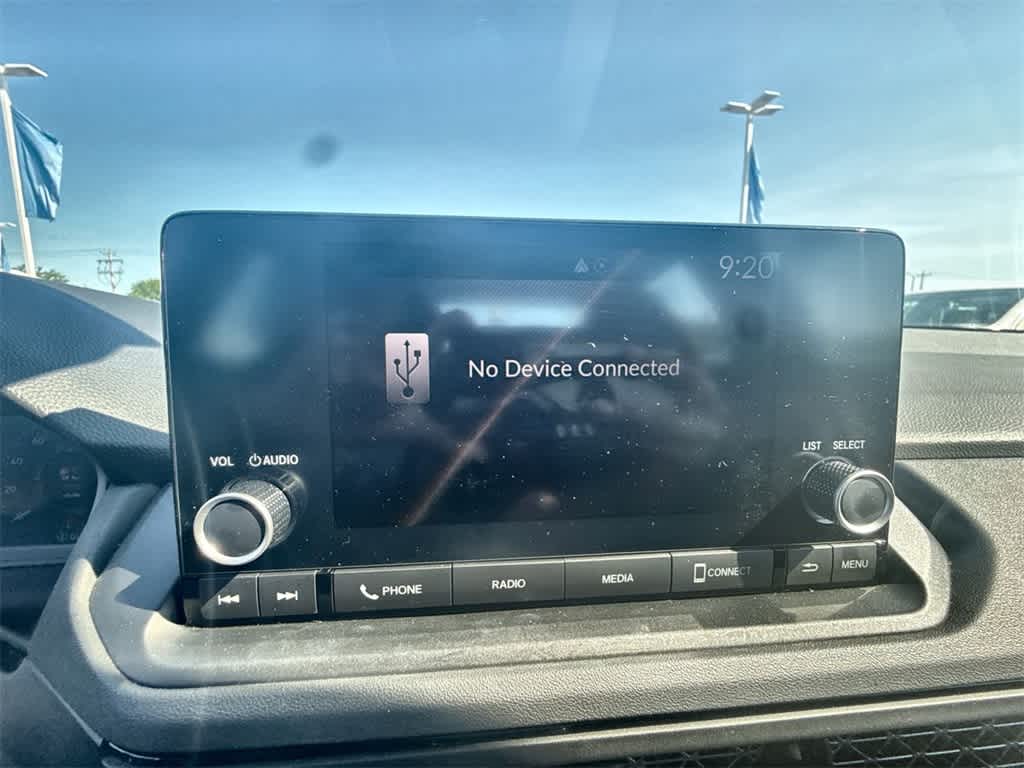 9:20
No Device Connected
VOL AUDIO
LIST SELECT
PHONE RADIO MEDIA CONNECT MENU